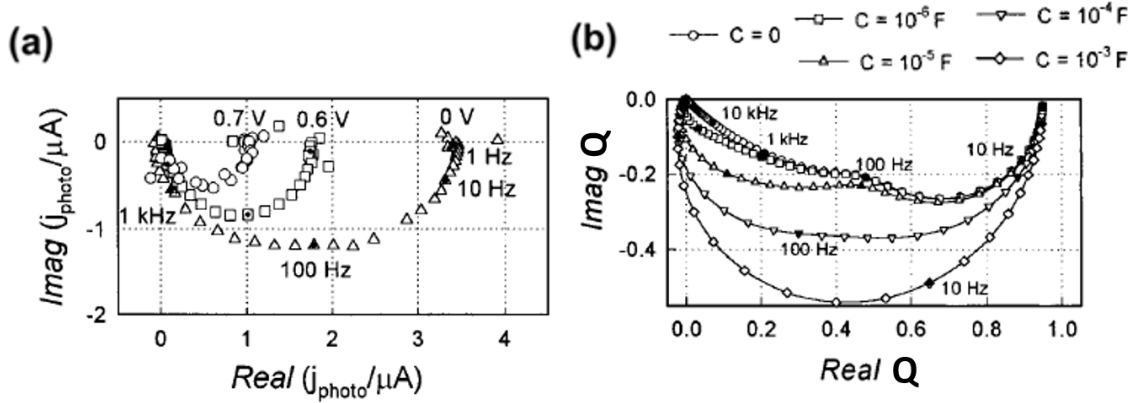 (a)
0.7 V 0.6 V 0 V
1 Hz
10 Hz
1 kHz
100 Hz
0
-1
-2
0 1 2 3 4
Imag (j_photo/μA)
Real (j_photo/μA)
(b)
C = 0 C = 10⁻⁶ F C = 10⁻⁴ F
C = 10⁻⁵ F C = 10⁻³ F
10 kHz
1 kHz
100 Hz
10 Hz
100 Hz
10 Hz
0.0
-0.2
-0.4
0.0 0.2 0.4 0.6 0.8 1.0
Imag Q
Real Q